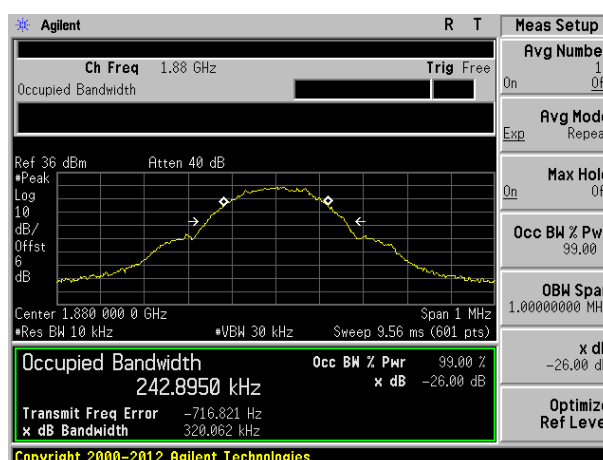 Agilent R T Meas Setup
Avg Number
1
On Off
Ch Freq 1.88 GHz Trig Free
Occupied Bandwidth
Avg Mode
Exp Repeat
Ref 36 dBm Atten 40 dB
#Peak
Log
10
dB/
Offst
6
dB
Max Hold
On Off
Occ BW % Pwr
99.00
OBW Span
1.00000000 MHz
Center 1.880 000 0 GHz Span 1 MHz
#Res BW 10 kHz #VBW 30 kHz Sweep 9.56 ms (601 pts)
x dB
-26.00 dB
Occupied Bandwidth Occ BW % Pwr 99.00 %
242.8950 kHz x dB -26.00 dB
Transmit Freq Error -716.821 Hz
x dB Bandwidth 320.062 kHz
Optimize
Ref Level
Copyright 2000-2012 Agilent Technologies